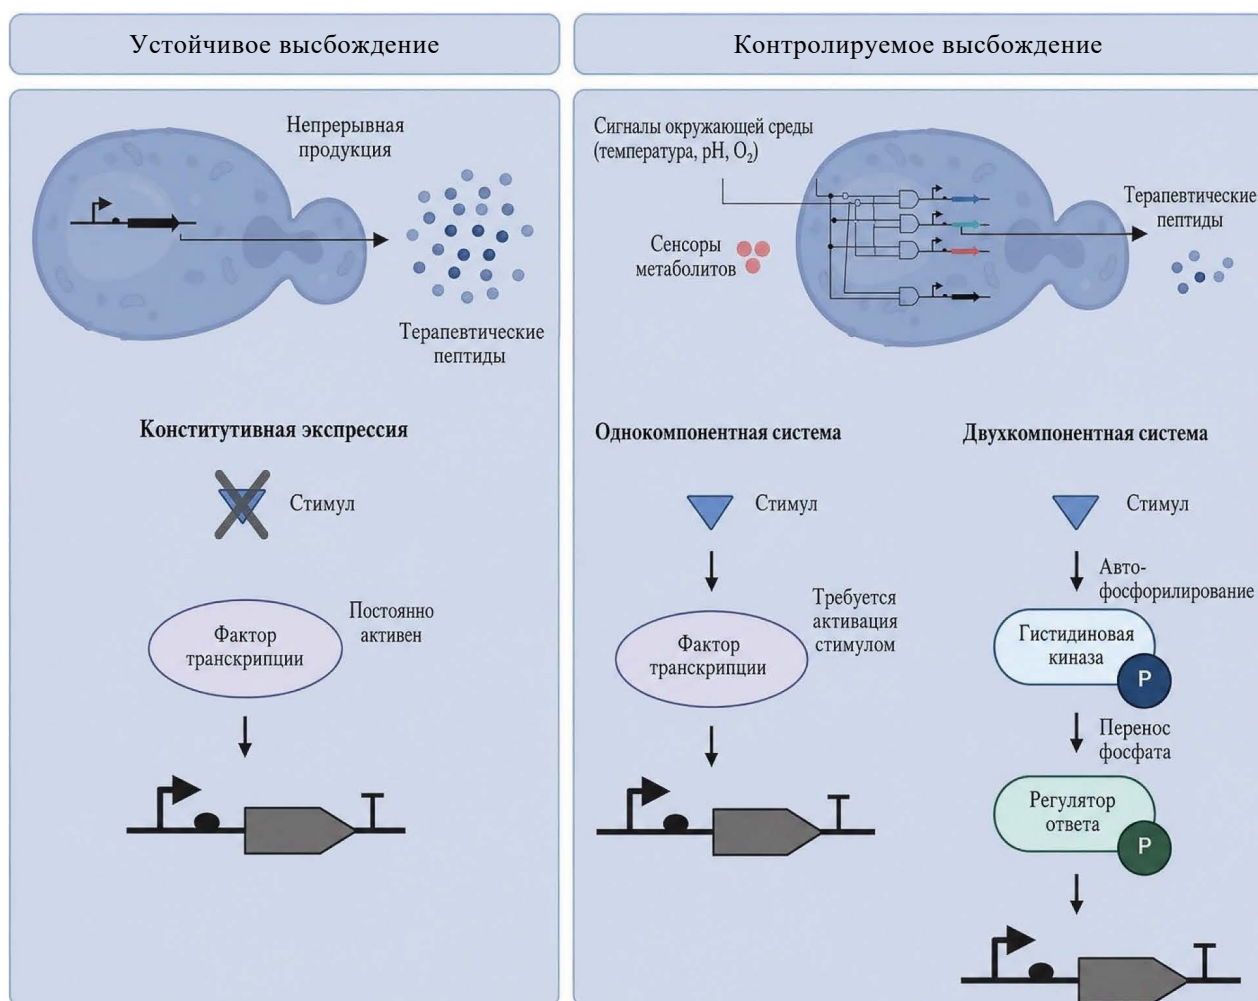 Устойчивое высбождение
Непрерывная
продукция
Терапевтические
пептиды
Конститутивная экспрессия
Стимул
Постоянно
активен
Фактор
транскрипции
Контролируемое высбождение
Сигналы окружающей среды
(температура, pH, O₂)
Сенсоры
метаболитов
Терапевтические
пептиды
Однокомпонентная система
Стимул
Требуется
активация
стимулом
Фактор
транскрипции
Двухкомпонентная система
Стимул
Авто-
фосфорилирование
Гистидиновая
киназа
P
Перенос
фосфата
Регулятор
ответа
P